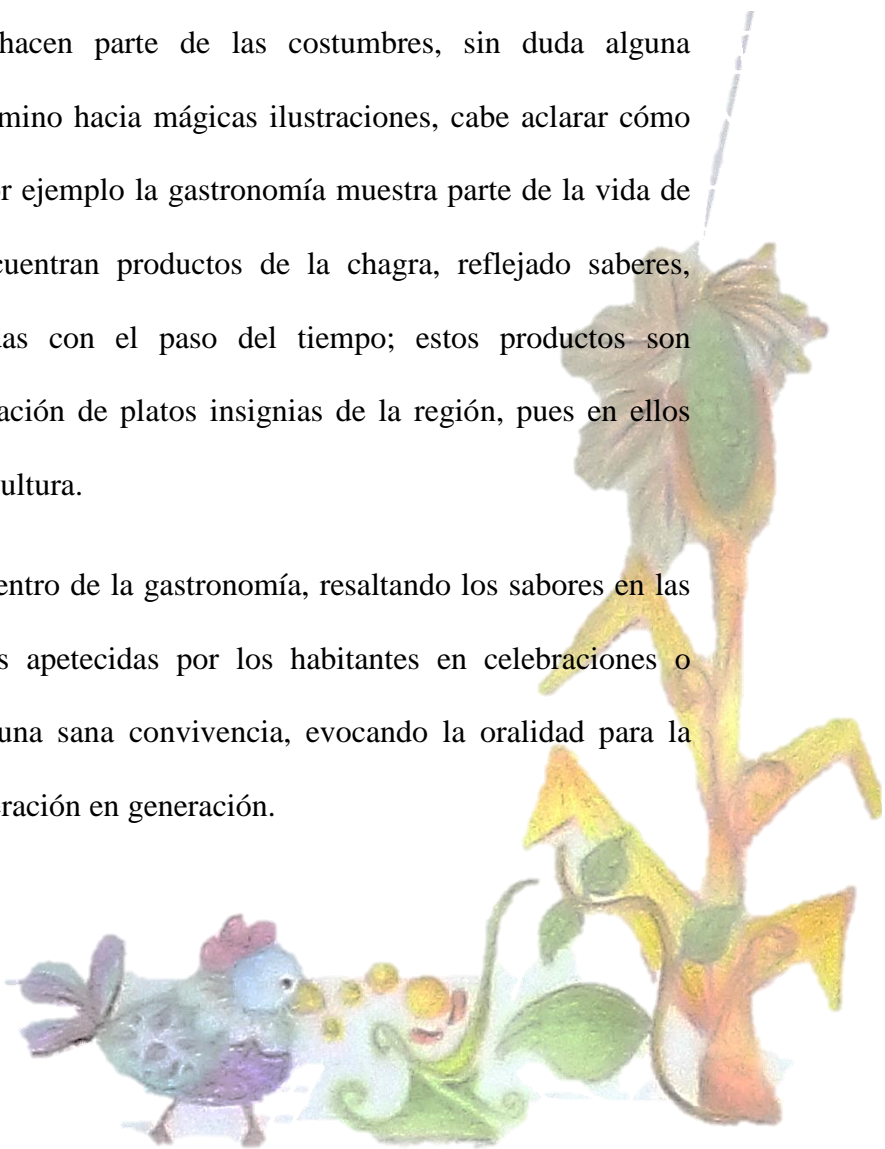 hacen parte de las costumbres, sin duda alguna
mino hacia mágicas ilustraciones, cabe aclarar cómo
r ejemplo la gastronomía muestra parte de la vida de
cuentran productos de la chagra, reflejado saberes,
as con el paso del tiempo; estos productos son
ación de platos insignias de la región, pues en ellos
ultura.
entro de la gastronomía, resaltando los sabores en las
s apetecidas por los habitantes en celebraciones o
una sana convivencia, evocando la oralidad para la
eración en generación.